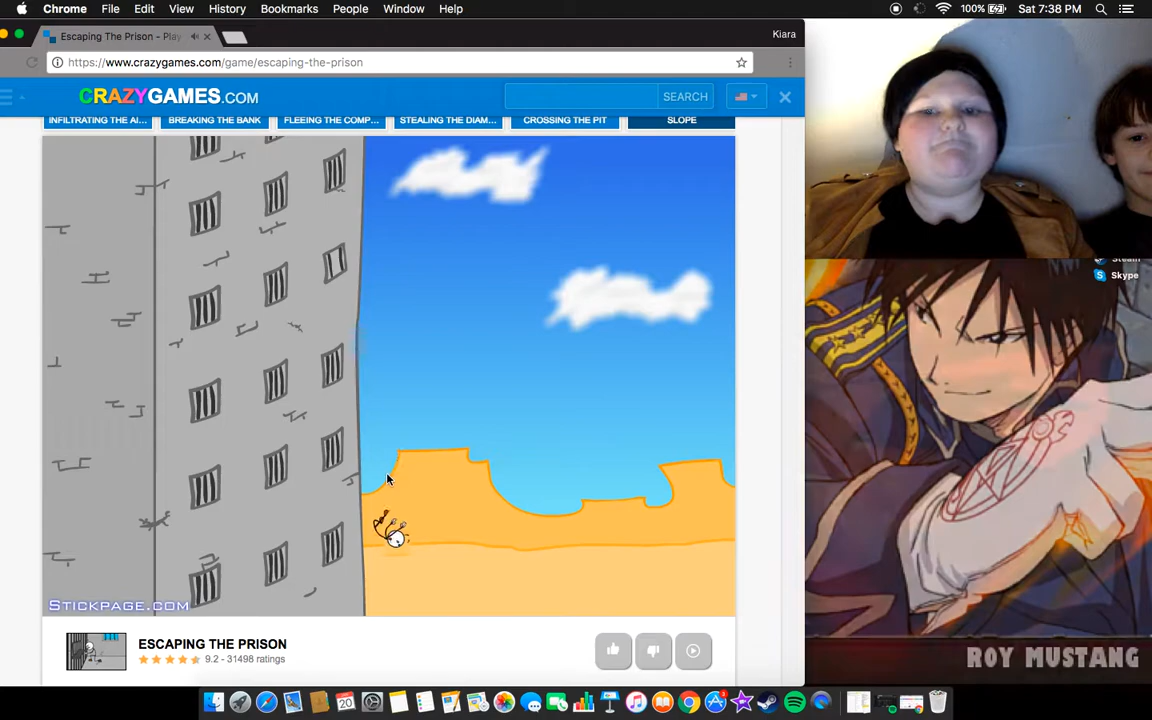 Chrome File Edit View History Bookmarks People Window Help 100% Sat 7:38 PM
Escaping The Prison - Play Kiara
https://www.crazygames.com/game/escaping-the-prison
CRAZYGAMES.COM SEARCH
INFILTRATING THE AI... BREAKING THE BANK FLEEING THE COMP... STEALING THE DIAM... CROSSING THE PIT SLOPE
Steam
Skype
STICKPAGE.COM
ESCAPING THE PRISON
9.2 - 31498 ratings
ROY MUSTANG